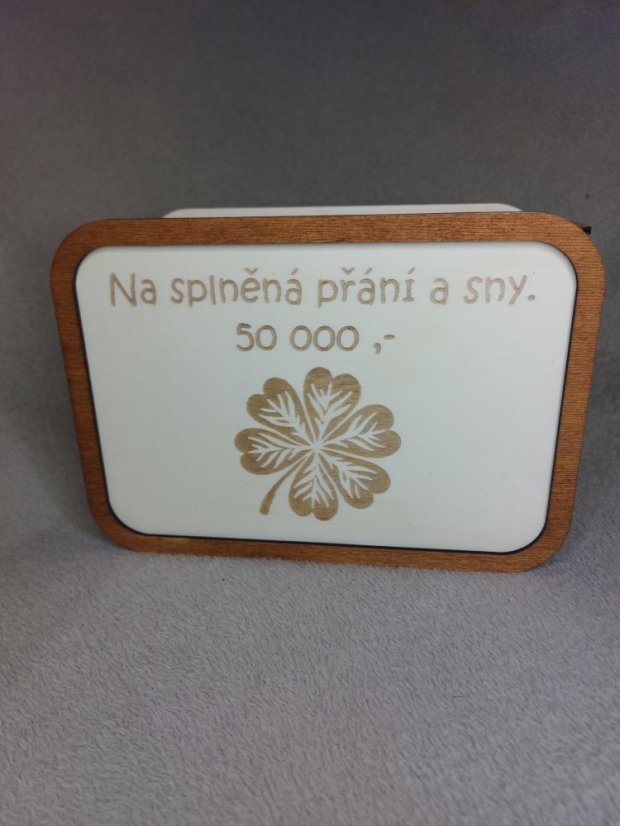 Na splněná přání a sny.
50 000 ,-